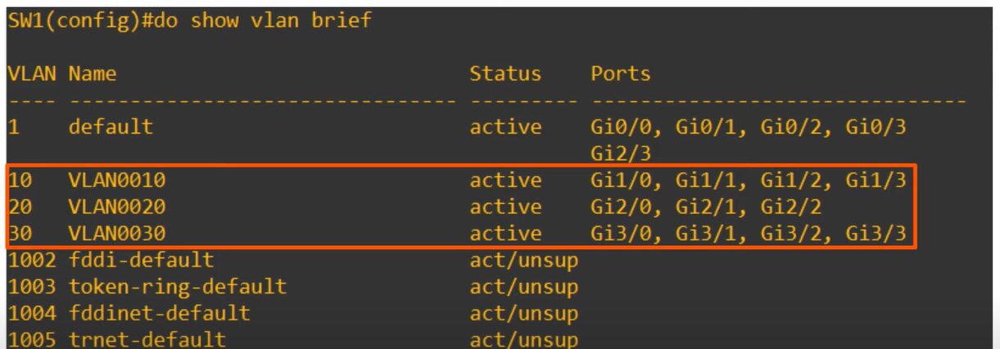 SW1(config)#do show vlan brief
VLAN Name Status Ports
---- -------------------------------- --------- -------------------------------
1 default active Gi0/0, Gi0/1, Gi0/2, Gi0/3
Gi2/3
10 VLAN0010 active Gi1/0, Gi1/1, Gi1/2, Gi1/3
20 VLAN0020 active Gi2/0, Gi2/1, Gi2/2
30 VLAN0030 active Gi3/0, Gi3/1, Gi3/2, Gi3/3
1002 fddi-default act/unsup
1003 token-ring-default act/unsup
1004 fddinet-default act/unsup
1005 trnet-default act/unsup